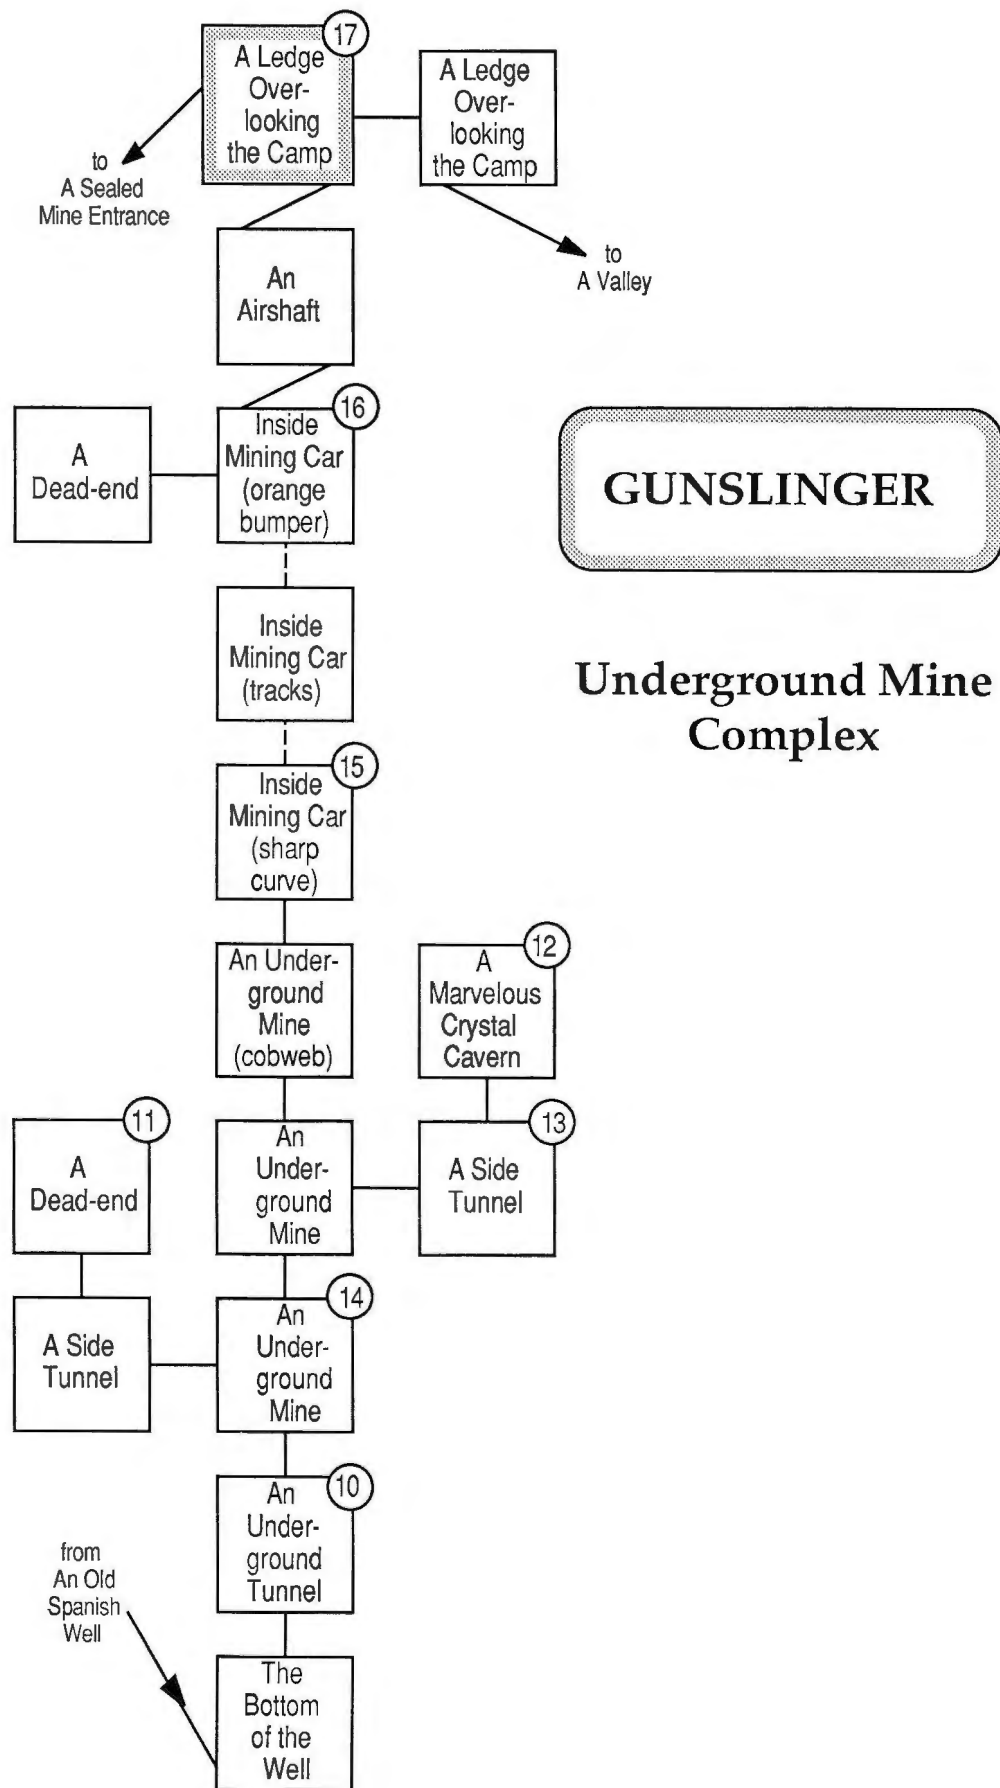 17
A Ledge
Over-
looking
the Camp
A Ledge
Over-
looking
the Camp
to
A Sealed
Mine Entrance
to
A Valley
An
Airshaft
16
A
Dead-end
Inside
Mining Car
(orange
bumper)
GUNSLINGER
Inside
Mining Car
(tracks)
Underground Mine
Complex
15
Inside
Mining Car
(sharp
curve)
An Under-
ground
Mine
(cobweb)
12
A
Marvelous
Crystal
Cavern
11
A
Dead-end
An
Under-
ground
Mine
13
A Side
Tunnel
A Side
Tunnel
14
An
Under-
ground
Mine
10
An
Under-
ground
Tunnel
from
An Old
Spanish
Well
The
Bottom
of the
Well